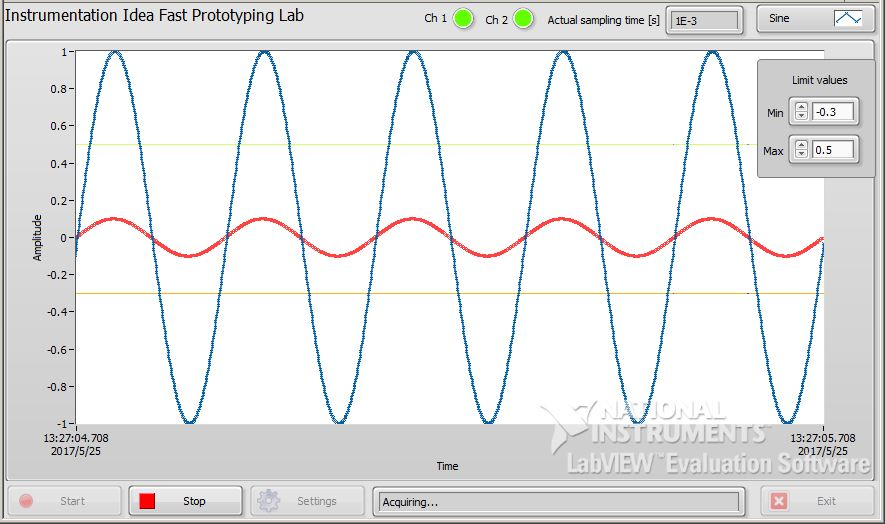 Instrumentation Idea Fast Prototyping Lab
Ch 1
Ch 2
Actual sampling time [s]
1E-3
Sine
Limit values
Min
-0.3
Max
0.5
Amplitude
1
0.8
0.6
0.4
0.2
0
-0.2
-0.4
-0.6
-0.8
-1
13:27:04.708
2017/5/25
13:27:05.708
2017/5/25
Time
NATIONAL
INSTRUMENTS™
LabVIEW™ Evaluation Software
Start
Stop
Settings
Acquiring...
Exit